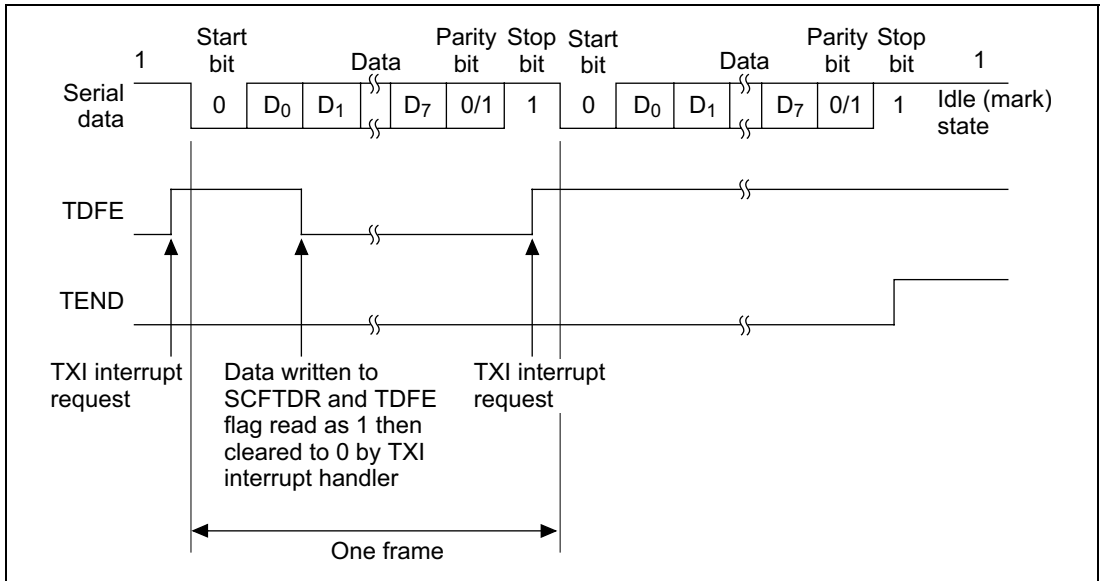 1 Start bit Data Parity bit Stop bit Start bit Data Parity bit Stop bit 1
Serial data 0 D0 D1 D7 0/1 1 0 D0 D1 D7 0/1 1 Idle (mark) state
TDFE
TEND
TXI interrupt request
Data written to SCFTDR and TDFE flag read as 1 then cleared to 0 by TXI interrupt handler
TXI interrupt request
One frame